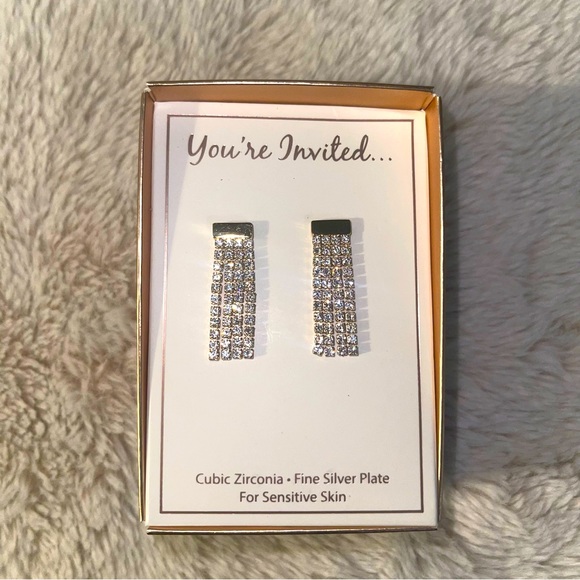 You're Invited...
Cubic Zirconia • Fine Silver Plate
For Sensitive Skin